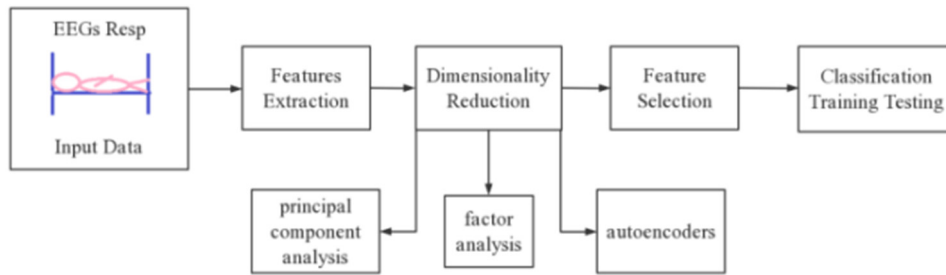 EEGs Resp
Input Data
Features
Extraction
Dimensionality
Reduction
Feature
Selection
Classification
Training Testing
principal
component
analysis
factor
analysis
autoencoders